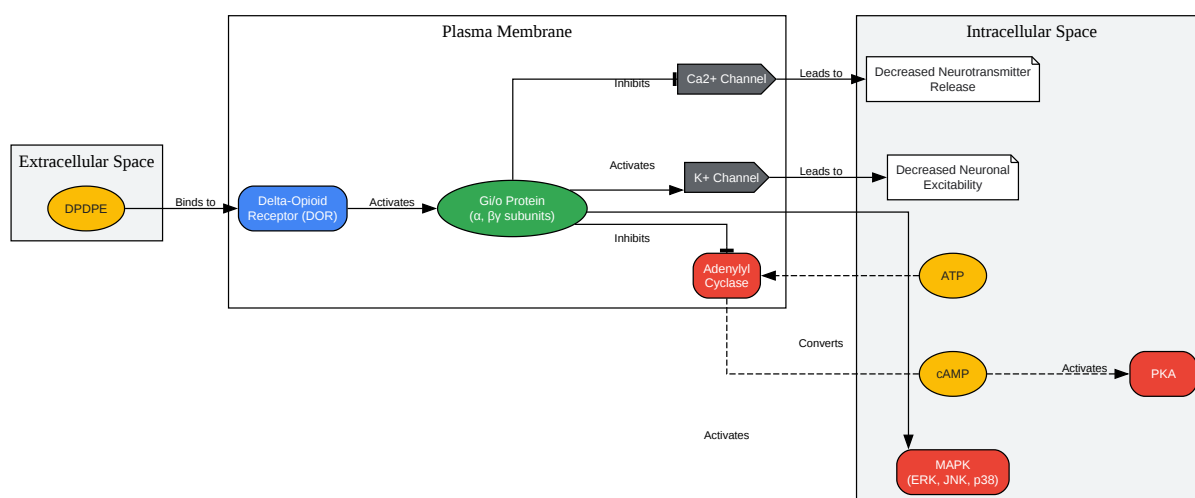 Plasma Membrane
Intracellular Space
Ca2+ Channel
Leads to
Decreased Neurotransmitter
Release
Inhibits
Extracellular Space
Activates
K+ Channel
Leads to
Decreased Neuronal
Excitability
DPDPE
Binds to
Delta-Opioid
Receptor (DOR)
Activates
Gi/o Protein
(α, βγ subunits)
Inhibits
Adenylyl
Cyclase
ATP
Converts
cAMP
Activates
PKA
Activates
MAPK
(ERK, JNK, p38)